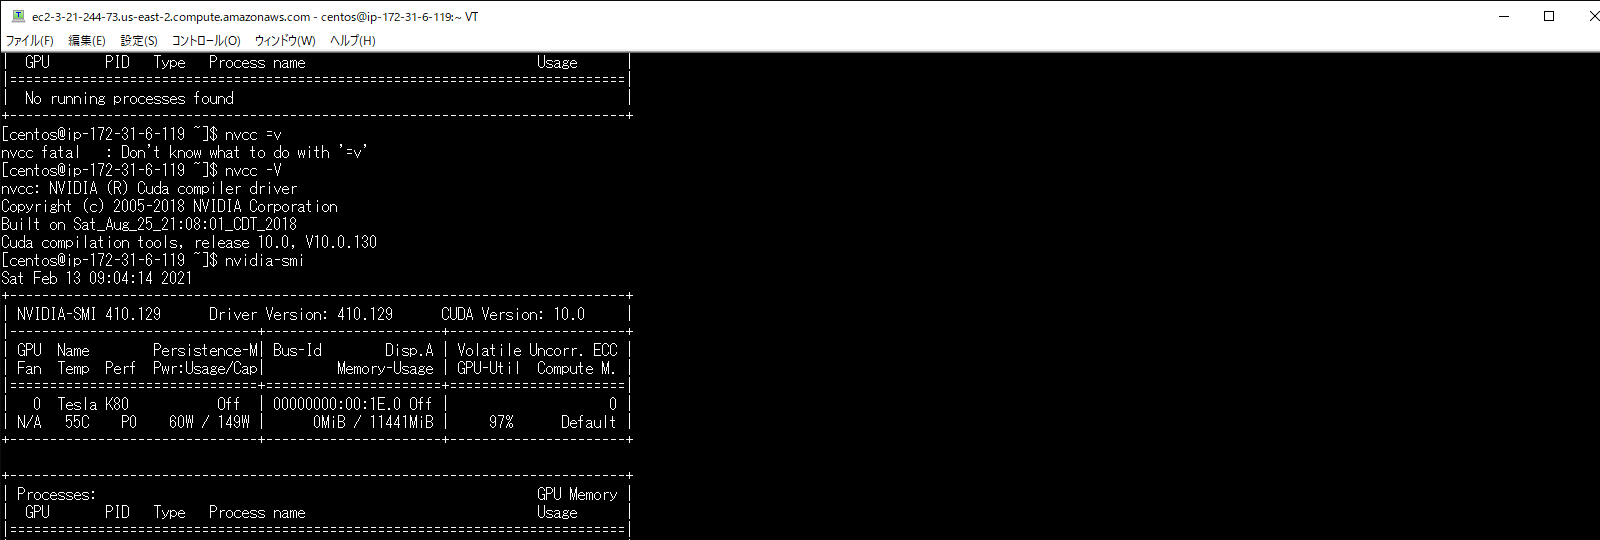 ec2-3-21-244-73.us-east-2.compute.amazonaws.com - centos@ip-172-31-6-119:~ VT
ファイル(F) 編集(E) 設定(S) コントロール(O) ウィンドウ(W) ヘルプ(H)
|  GPU       PID   Type   Process name                             Usage      |
|=============================================================================|
|  No running processes found                                                 |
+-----------------------------------------------------------------------------+
[centos@ip-172-31-6-119 ~]$ nvcc =v
nvcc fatal   : Don't know what to do with '=v'
[centos@ip-172-31-6-119 ~]$ nvcc -V
nvcc: NVIDIA (R) Cuda compiler driver
Copyright (c) 2005-2018 NVIDIA Corporation
Built on Sat_Aug_25_21:08:01_CDT_2018
Cuda compilation tools, release 10.0, V10.0.130
[centos@ip-172-31-6-119 ~]$ nvidia-smi
Sat Feb 13 09:04:14 2021
+-----------------------------------------------------------------------------+
| NVIDIA-SMI 410.129      Driver Version: 410.129      CUDA Version: 10.0     |
|-------------------------------+----------------------+----------------------+
| GPU  Name        Persistence-M| Bus-Id        Disp.A | Volatile Uncorr. ECC |
| Fan  Temp  Perf  Pwr:Usage/Cap|         Memory-Usage | GPU-Util  Compute M. |
|===============================+======================+======================|
|   0  Tesla K80           Off  | 00000000:00:1E.0 Off |                    0 |
| N/A   55C    P0    60W / 149W |      0MiB / 11441MiB |     97%      Default |
+-------------------------------+----------------------+----------------------+
+-----------------------------------------------------------------------------+
| Processes:                                                       GPU Memory |
|  GPU       PID   Type   Process name                             Usage      |
|=============================================================================|